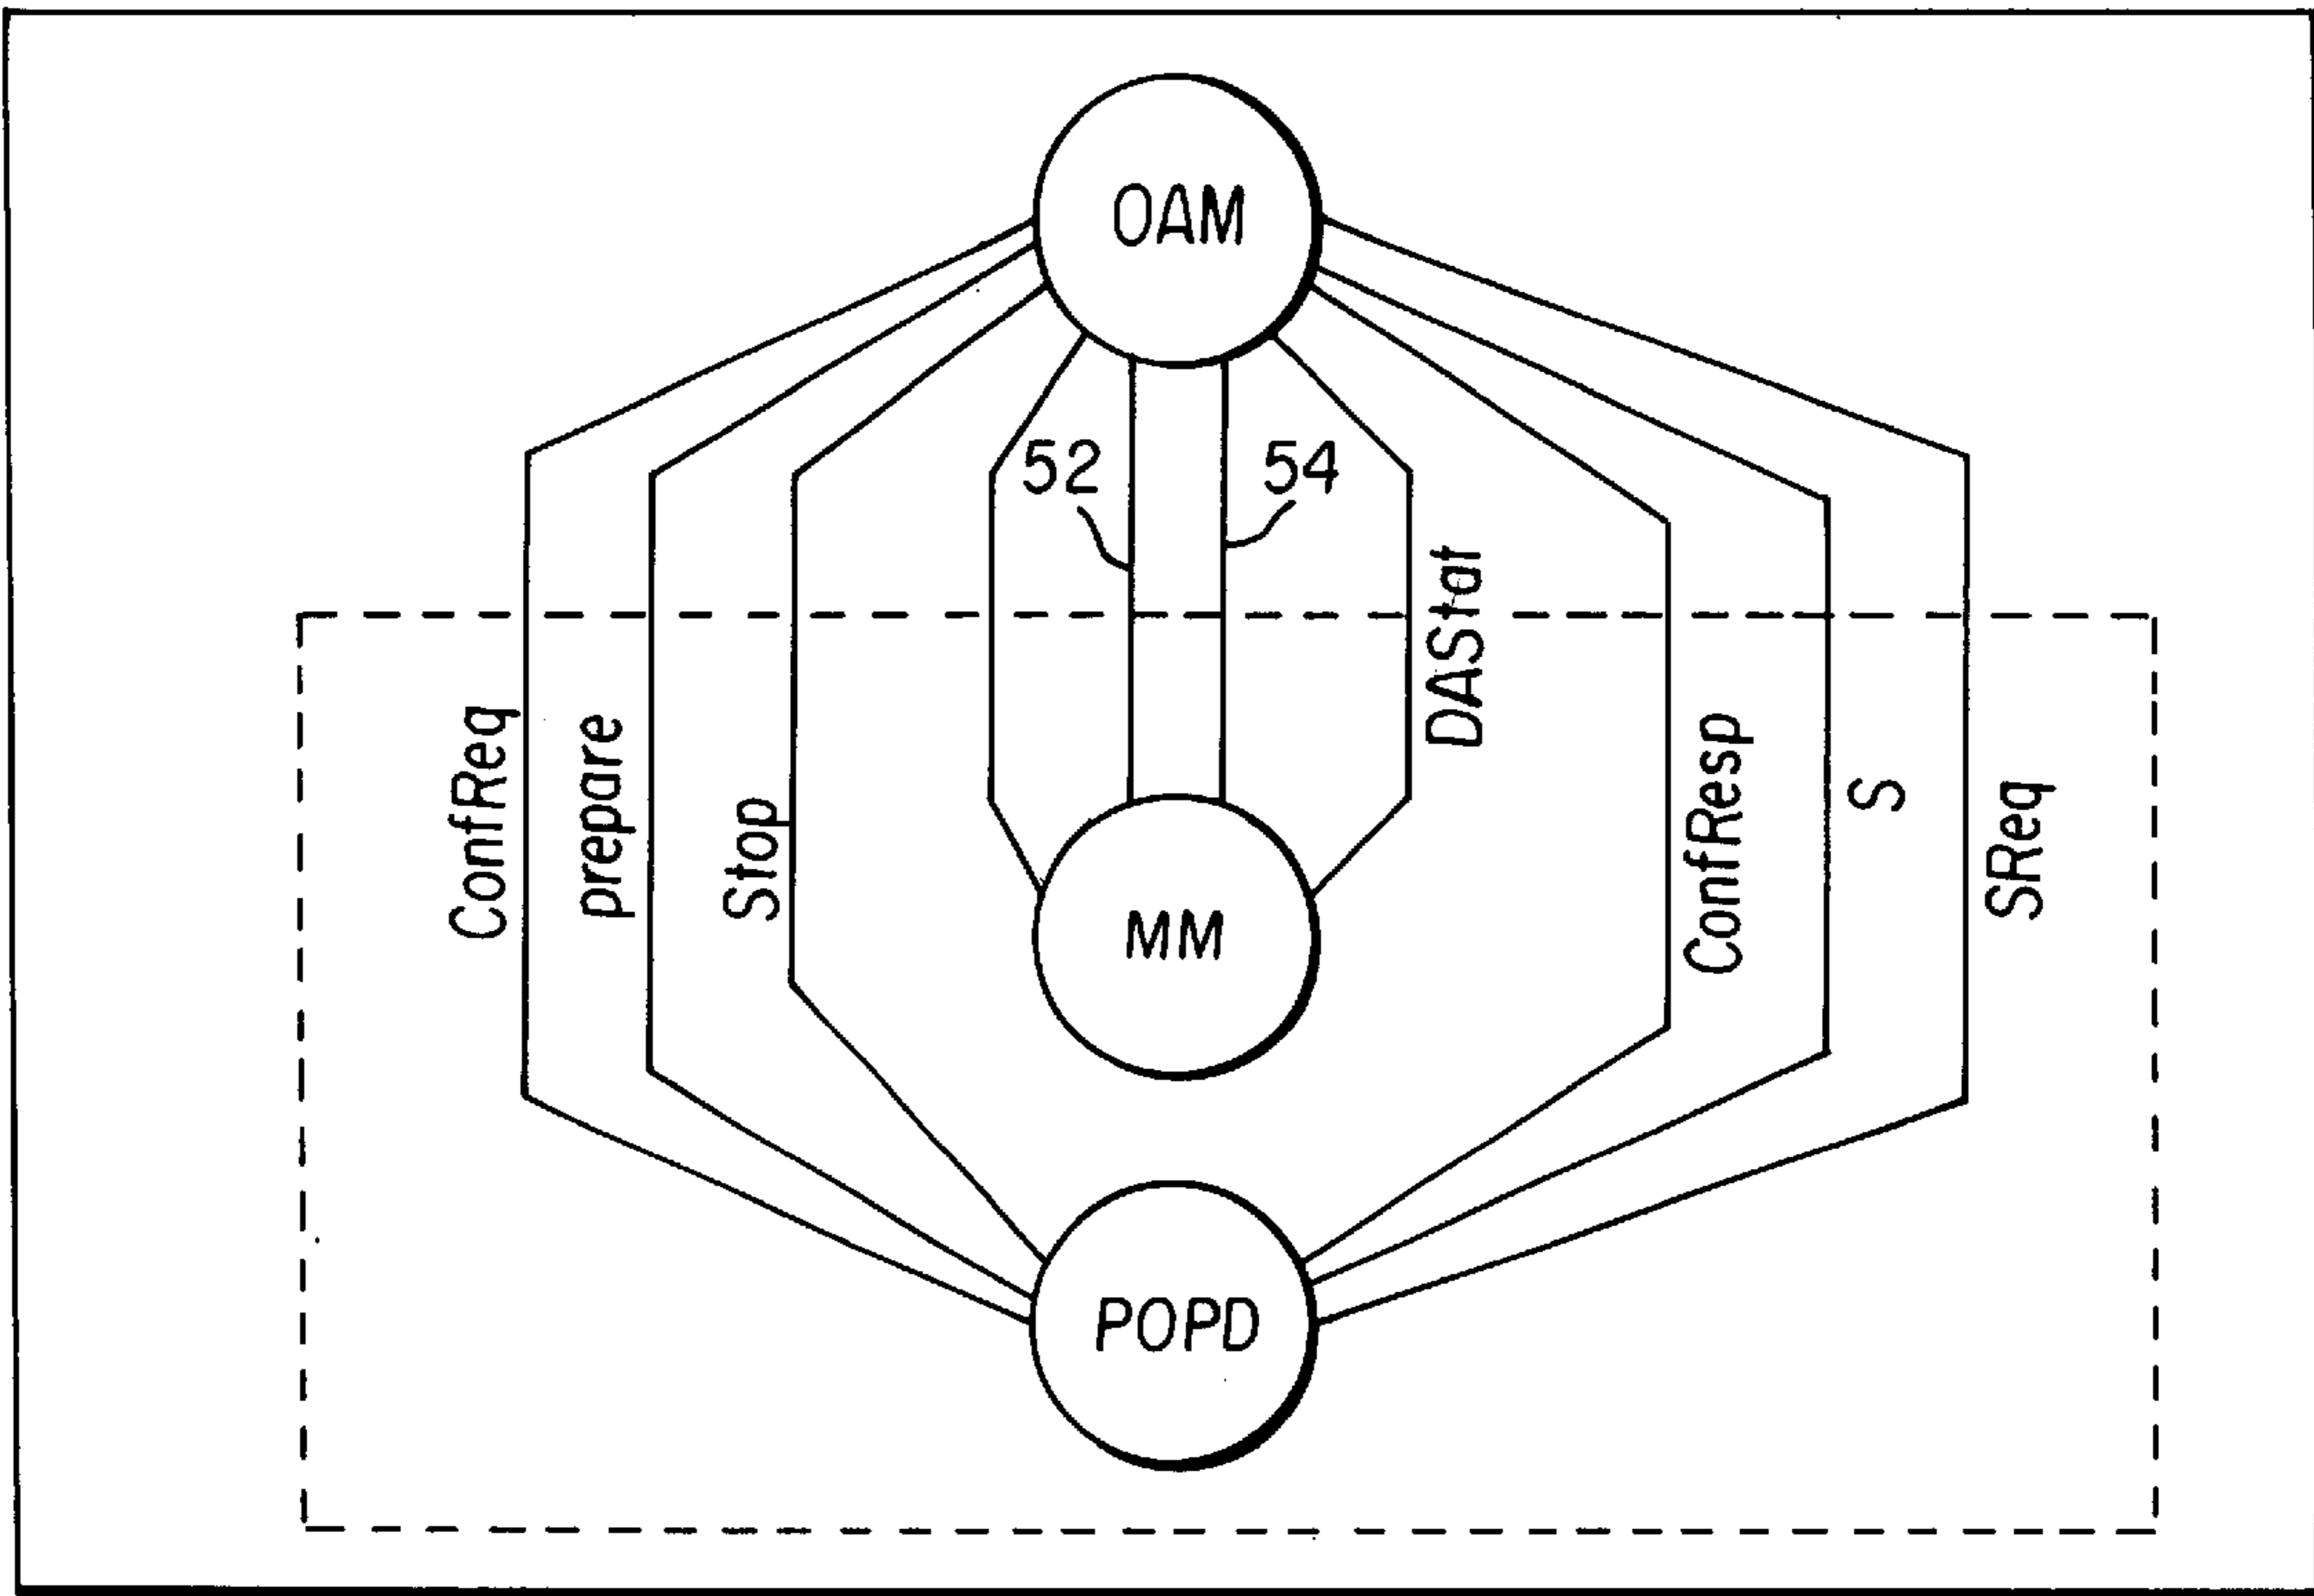 OAM
52
54
ConfReq
prepare
Stop
DAStat
ConfResp
S
SReq
MM
POPD